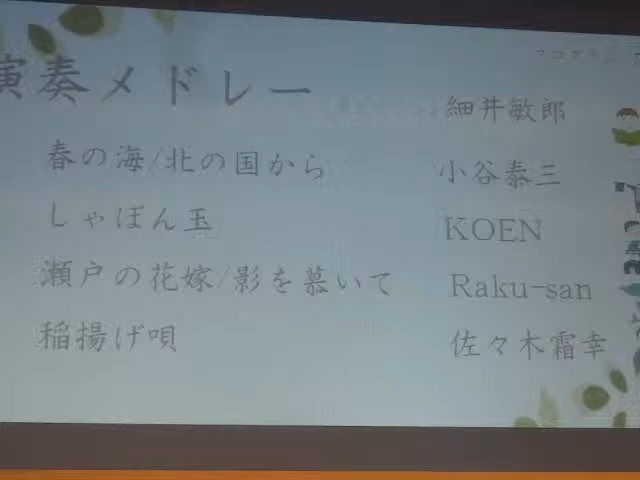 演奏メドレー 細井敏郎
春の海/北の国から 小谷泰三
しゃぼん玉 KOEN
瀬戸の花嫁/影を慕いて Raku-san
稲揚げ唄 佐々木霜幸